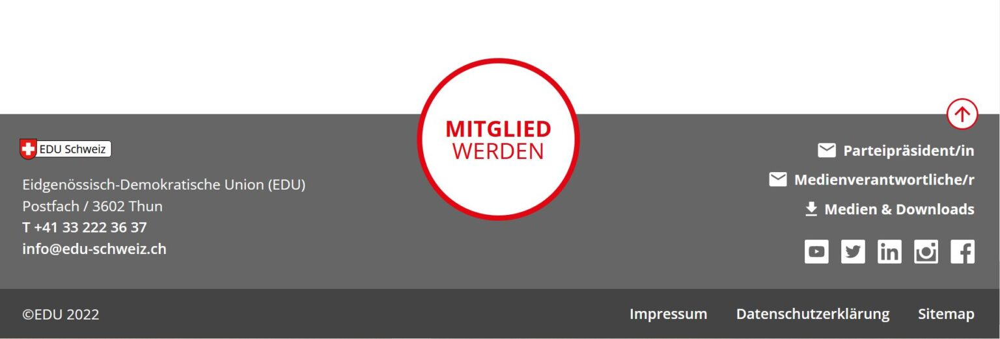 MITGLIED
WERDEN
EDU Schweiz
Eidgenössisch-Demokratische Union (EDU)
Postfach / 3602 Thun
T +41 33 222 36 37
info@edu-schweiz.ch
Parteipräsident/in
Medienverantwortliche/r
Medien & Downloads
©EDU 2022
Impressum Datenschutzerklärung Sitemap